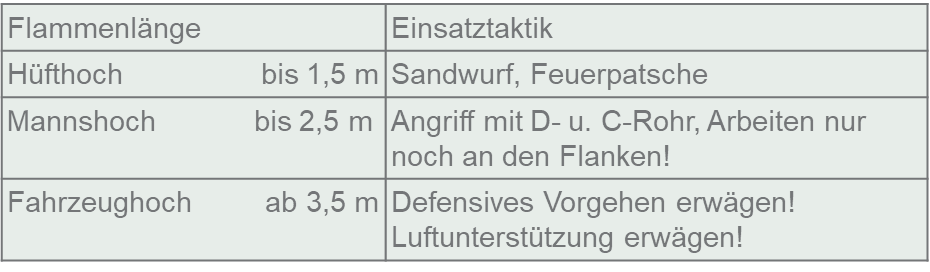 Flammenlänge Einsatztaktik
Hüfthoch bis 1,5 m Sandwurf, Feuerpatsche
Mannshoch bis 2,5 m Angriff mit D- u. C-Rohr, Arbeiten nur
noch an den Flanken!
Fahrzeughoch ab 3,5 m Defensives Vorgehen erwägen!
Luftunterstützung erwägen!